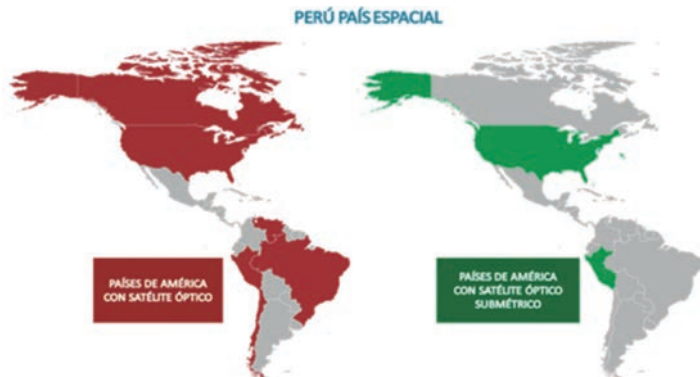 PERÚ PAÍS ESPACIAL
PAÍSES DE AMÉRICA
CON SATÉLITE ÓPTICO
PAÍSES DE AMÉRICA
CON SATÉLITE ÓPTICO
SUBMÉTRICO